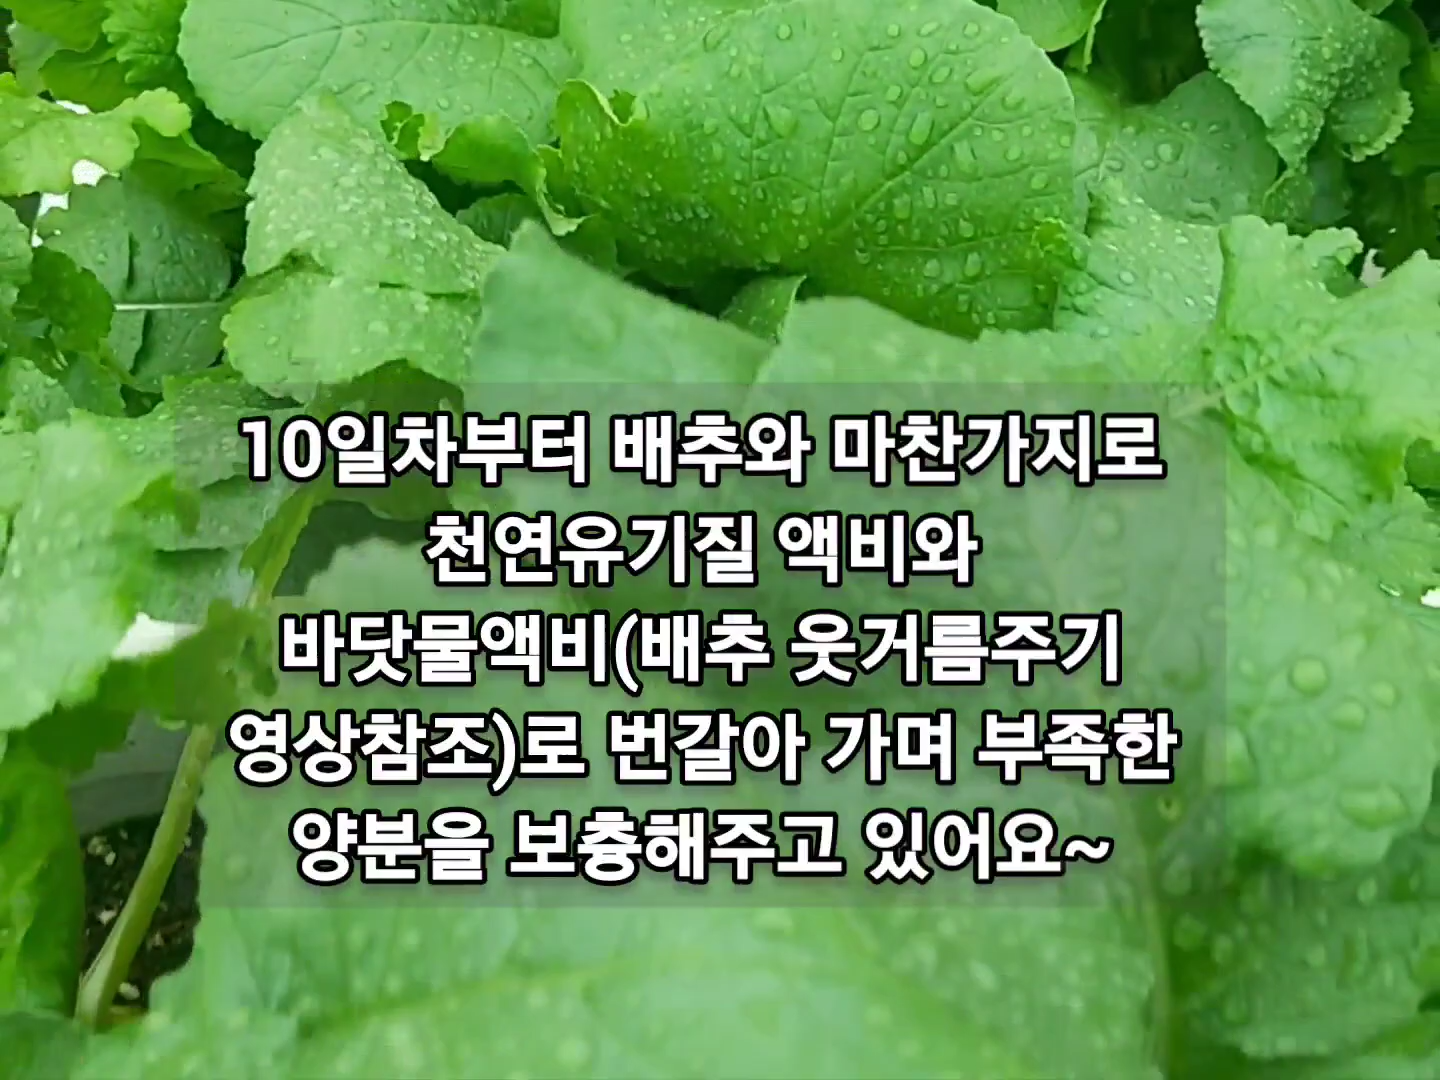 10일차부터 배추와 마찬가지로
천연유기질 액비와
바닷물액비(배추 웃거름주기
영상참조)로 번갈아 가며 부족한
양분을 보충해주고 있어요~